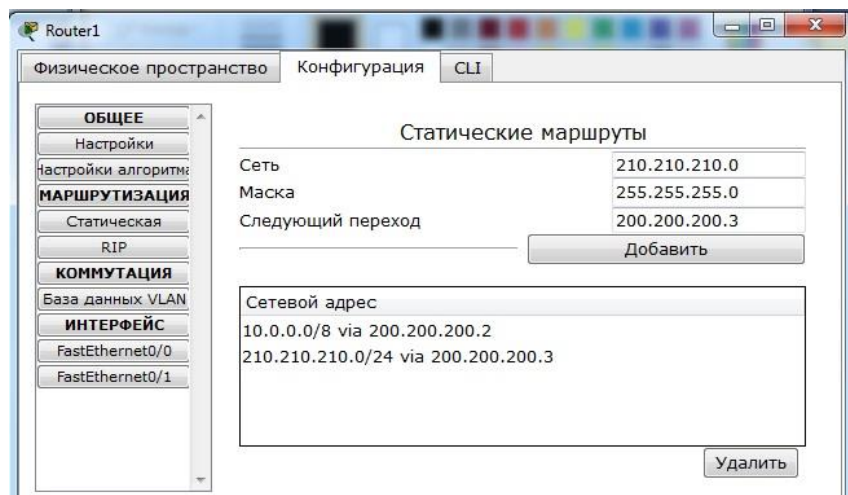 Router1
Физическое пространство
Конфигурация
CLI
ОБЩЕЕ
Настройки
Настройки алгоритма
МАРШРУТИЗАЦИЯ
Статическая
RIP
КОММУТАЦИЯ
База данных VLAN
ИНТЕРФЕЙС
FastEthernet0/0
FastEthernet0/1
Статические маршруты
Сеть 210.210.210.0
Маска 255.255.255.0
Следующий переход 200.200.200.3
Добавить
Сетевой адрес
10.0.0.0/8 via 200.200.200.2
210.210.210.0/24 via 200.200.200.3
Удалить